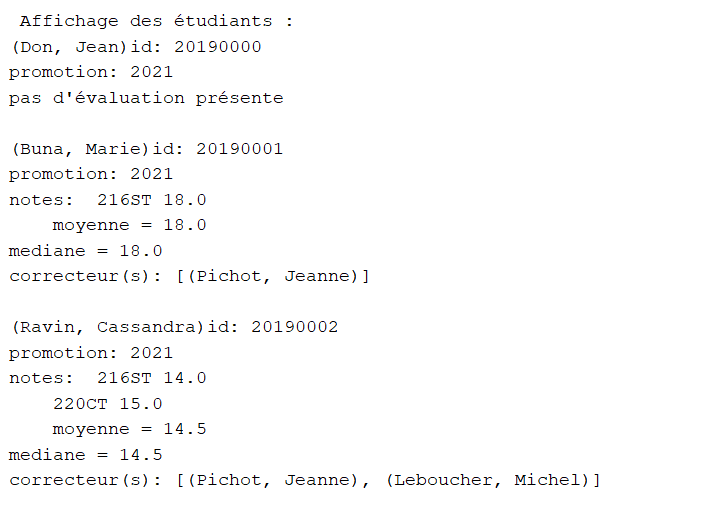 Affichage des étudiants :
(Don, Jean)id: 20190000
promotion: 2021
pas d'évaluation présente
(Buna, Marie)id: 20190001
promotion: 2021
notes:  216ST 18.0
moyenne = 18.0
mediane = 18.0
correcteur(s): [(Pichot, Jeanne)]
(Ravin, Cassandra)id: 20190002
promotion: 2021
notes:  216ST 14.0
220CT 15.0
moyenne = 14.5
mediane = 14.5
correcteur(s): [(Pichot, Jeanne), (Leboucher, Michel)]